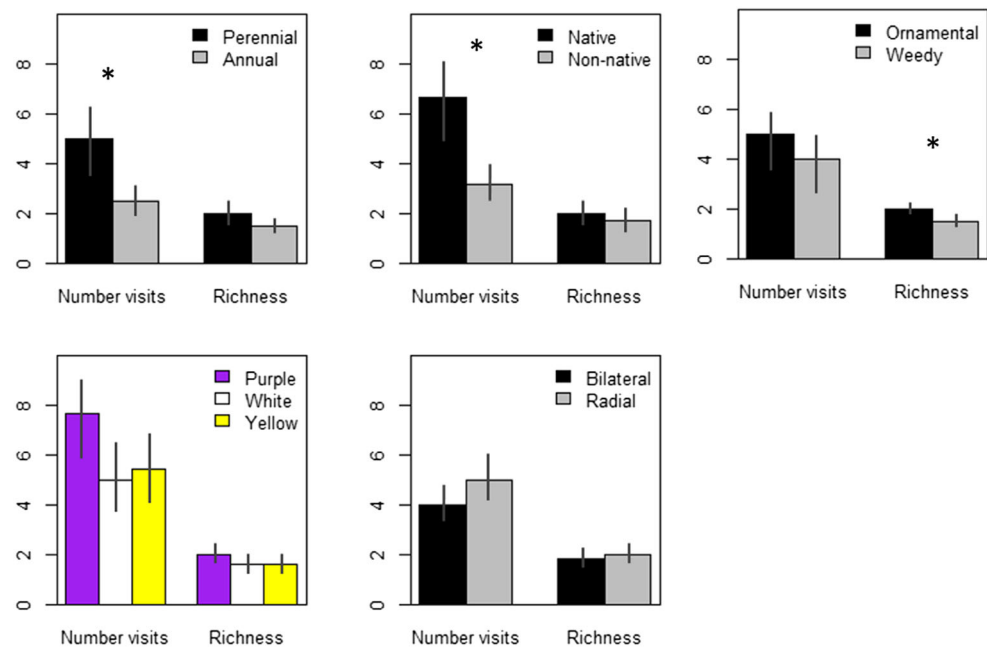 Perennial
Annual
*
8
6
4
2
0
Number visits Richness
Native
Non-native
*
8
6
4
2
0
Number visits Richness
Ornamental
Weedy
*
8
6
4
2
0
Number visits Richness
Purple
White
Yellow
8
6
4
2
0
Number visits Richness
Bilateral
Radial
8
6
4
2
0
Number visits Richness